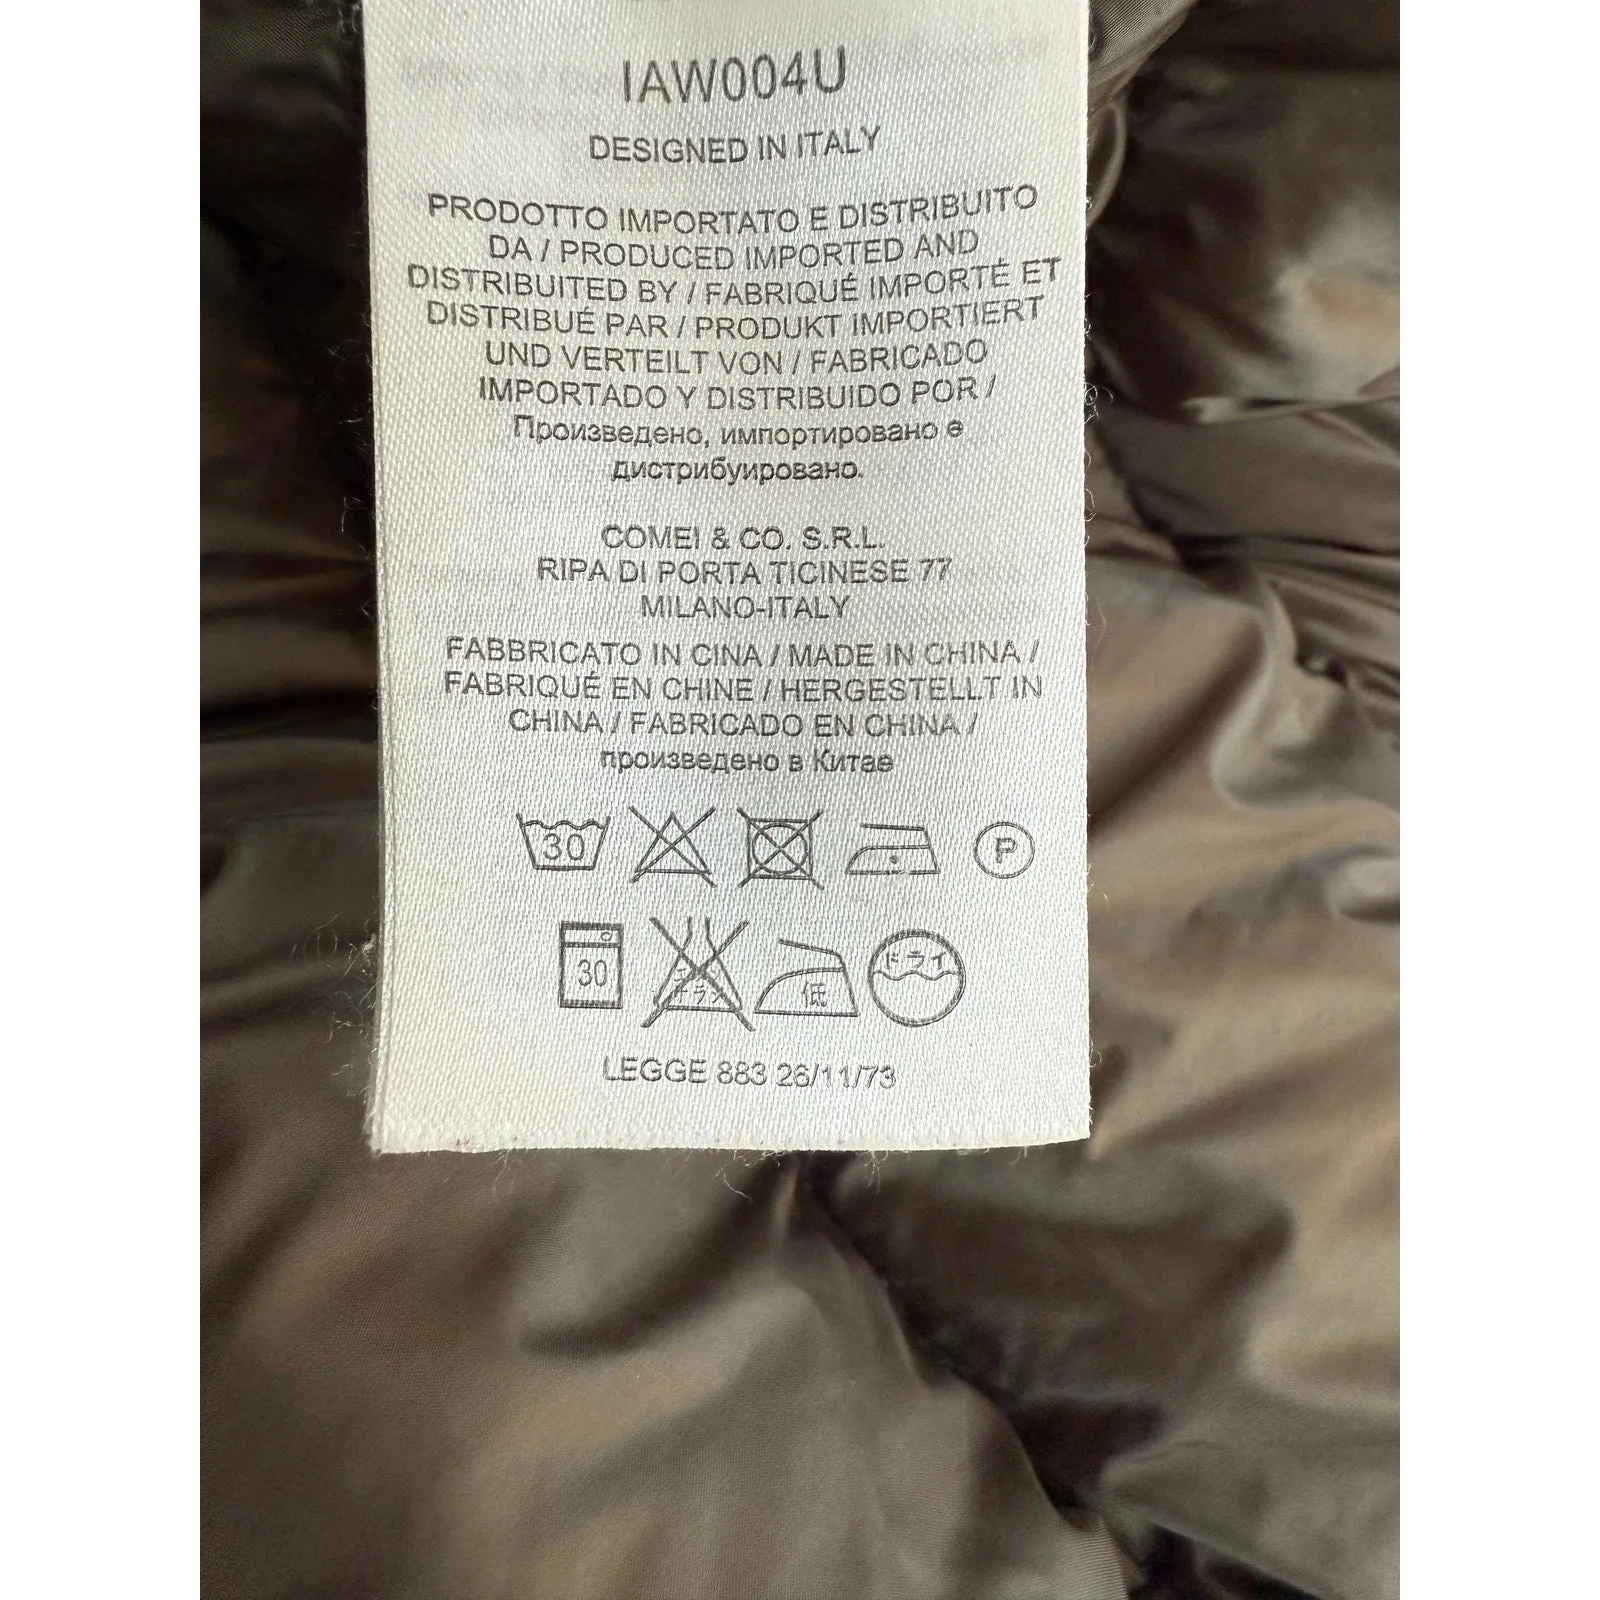 IAW004U
DESIGNED IN ITALY
PRODOTTO IMPORTATO E DISTRIBUITO
DA / PRODUCED IMPORTED AND
DISTRIBUITED BY / FABRIQUÉ IMPORTÉ ET
DISTRIBUÉ PAR / PRODUKT IMPORTIERT
UND VERTEILT VON / FABRICADO
IMPORTADO Y DISTRIBUIDO POR /
Произведено, импортировано е
дистрибуировано.
COMEI & CO. S.R.L.
RIPA DI PORTA TICINESE 77
MILANO-ITALY
FABBRICATO IN CINA / MADE IN CHINA /
FABRIQUÉ EN CHINE / HERGESTELLT IN
CHINA / FABRICADO EN CHINA /
произведено в Китае
30 P
30 低 ドライ
LEGGE 883 26/11/73